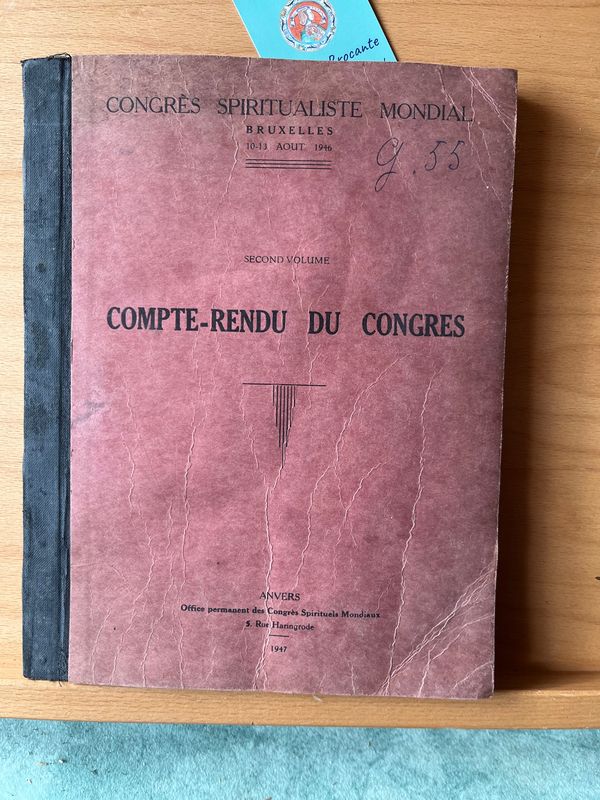 Brocante
CONGRÈS SPIRITUALISTE MONDIAL
BRUXELLES
10-13 AOUT 1946
g. 55
SECOND VOLUME
COMPTE-RENDU DU CONGRES
ANVERS
Office permanent des Congrès Spirituels Mondiaux
5, Rue Haringrode
1947